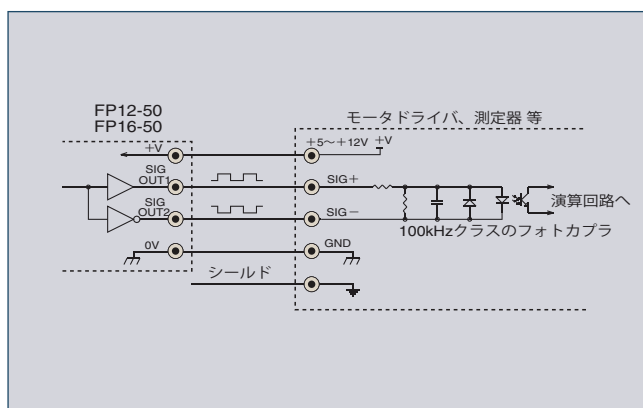 FP12-50
FP16-50
モータドライバ、測定器 等
+V
+5～+12V
+V
SIG
OUT1
SIG+
演算回路へ
SIG
OUT2
SIG−
100kHzクラスのフォトカプラ
0V
GND
シールド